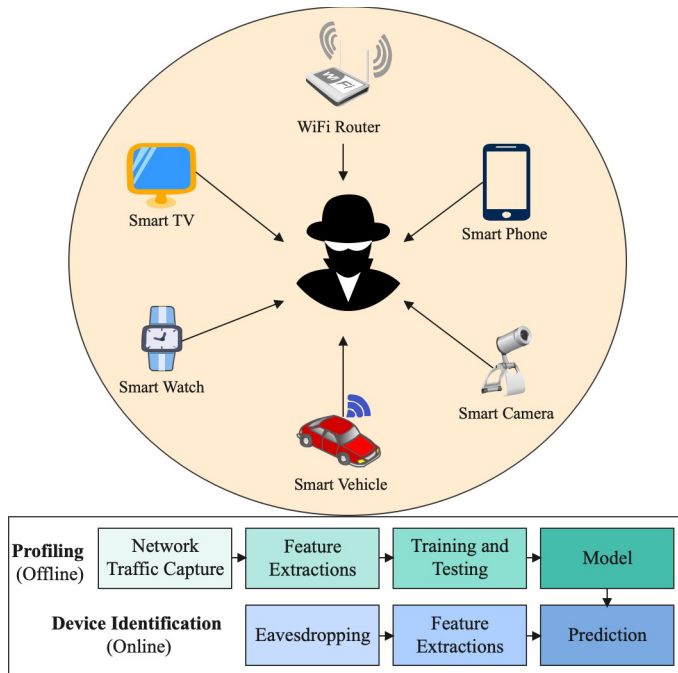 WiFi
WiFi Router
Smart TV
Smart Phone
Smart Watch
Smart Camera
Smart Vehicle
Profiling
(Offline)
Network
Traffic Capture
Feature
Extractions
Training and
Testing
Model
Device Identification
(Online)
Eavesdropping
Feature
Extractions
Prediction